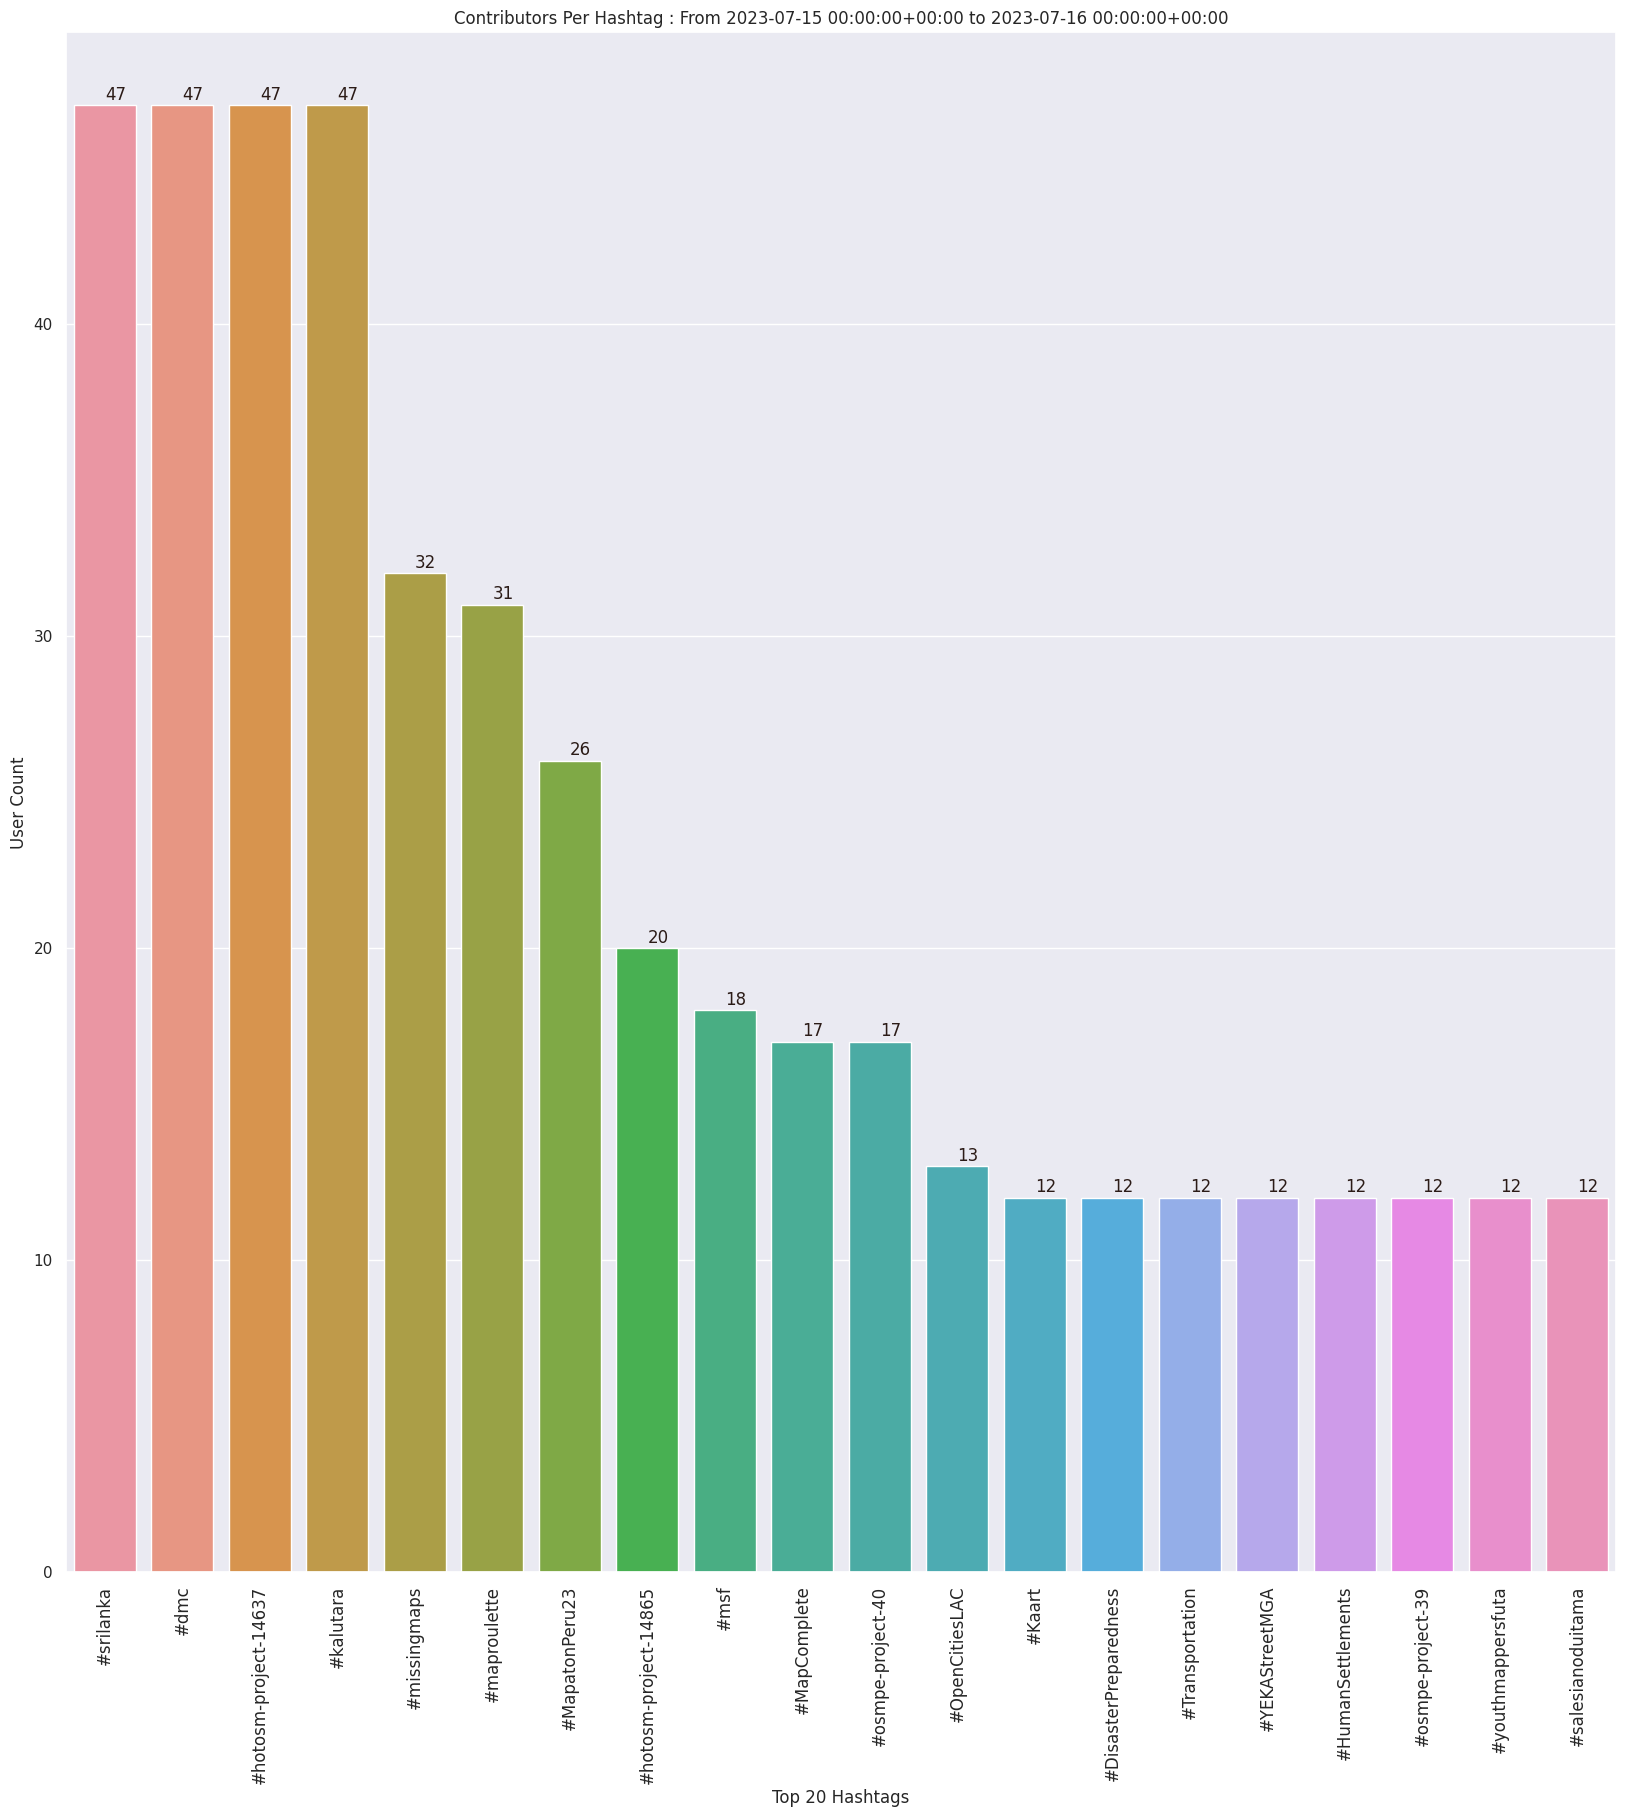 Contributors Per Hashtag : From 2023-07-15 00:00:00+00:00 to 2023-07-16 00:00:00+00:00
47
47
47
47
32
31
26
20
18
17
17
13
12
12
12
12
12
12
12
12
User Count
40
30
20
10
0
#srilanka
#dmc
#hotosm-project-14637
#kalutara
#missingmaps
#maproulette
#MapatonPeru23
#hotosm-project-14865
#msf
#MapComplete
#osmpe-project-40
#OpenCitiesLAC
#Kaart
#DisasterPreparedness
#Transportation
#YEKAStreetMGA
#HumanSettlements
#osmpe-project-39
#youthmappersfuta
#salesianoduitama
Top 20 Hashtags